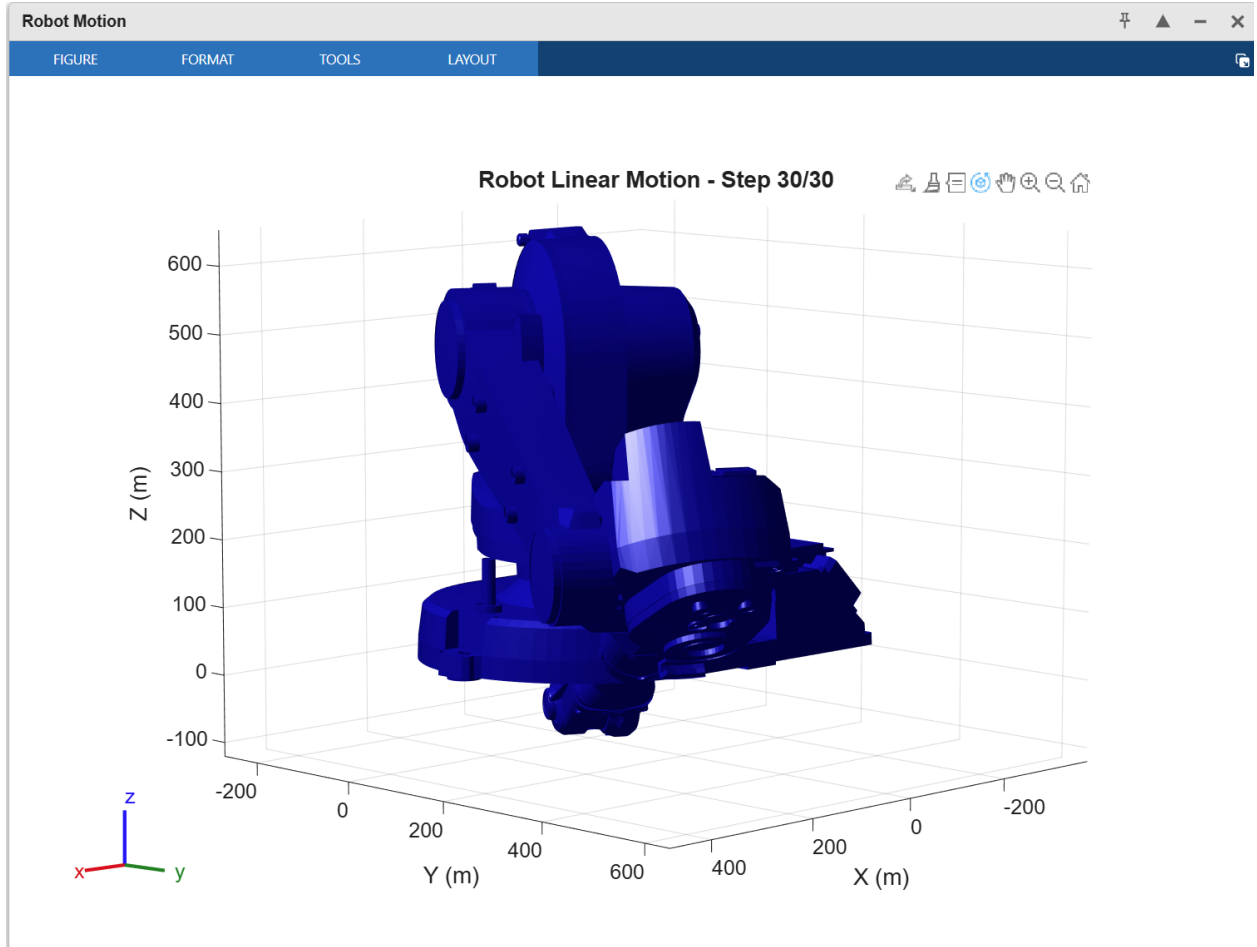 Robot Motion
FIGURE FORMAT TOOLS LAYOUT
Robot Linear Motion - Step 30/30
600
500
400
300
200
100
0
-100
Z (m)
-200
0
200
400
600
Y (m)
400
200
0
-200
X (m)
z
x
y